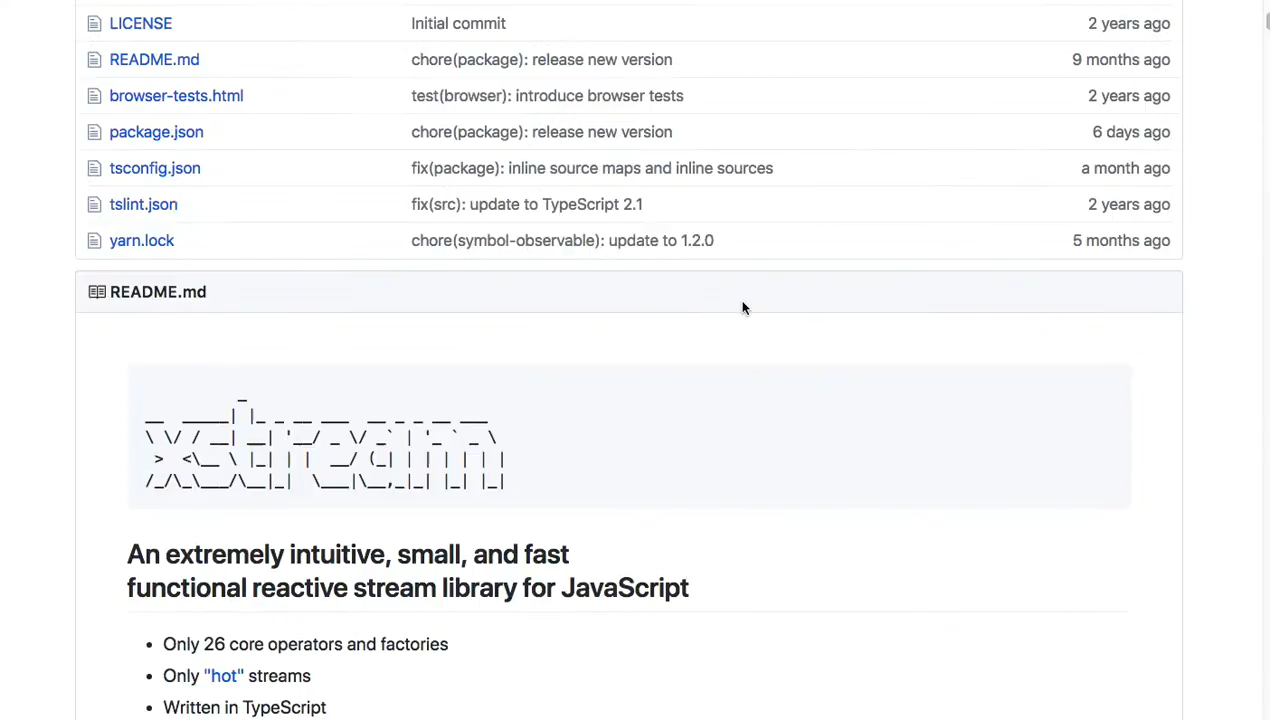 LICENSE Initial commit 2 years ago
README.md chore(package): release new version 9 months ago
browser-tests.html test(browser): introduce browser tests 2 years ago
package.json chore(package): release new version 6 days ago
tsconfig.json fix(package): inline source maps and inline sources a month ago
tslint.json fix(src): update to TypeScript 2.1 2 years ago
yarn.lock chore(symbol-observable): update to 1.2.0 5 months ago
README.md
xstream
An extremely intuitive, small, and fast
functional reactive stream library for JavaScript
• Only 26 core operators and factories
• Only "hot" streams
• Written in TypeScript